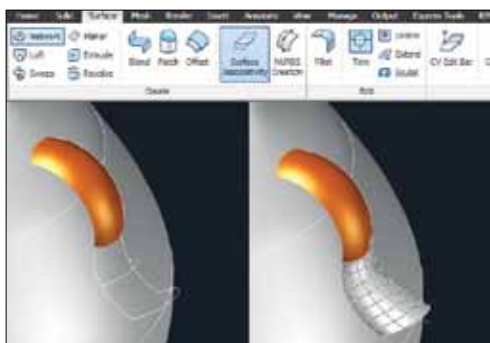 Home Solid Surface Mesh Render Insert Annotate View Manage Output Express Tools
Network Planar
Loft Extrude Blend Patch Offset Surface Associativity NURBS Creation Fillet Trim Extend CV Edit Bar
Sweep Revolve Sculpt
Create Edit